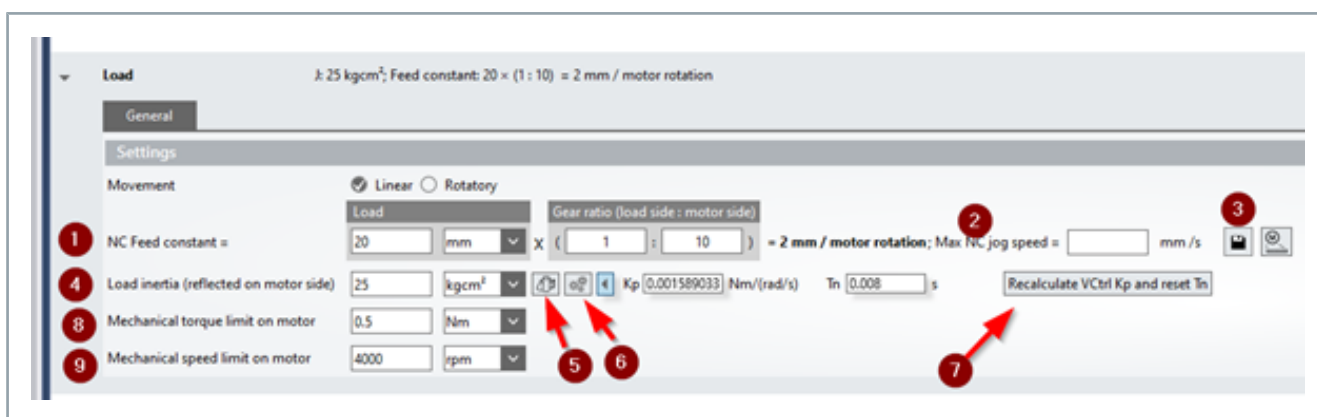 Load J: 25 kgcm²; Feed constant: 20 × (1 : 10) = 2 mm / motor rotation
General
Settings
Movement Linear Rotatory
Load Gear ratio (load side : motor side)
1 NC Feed constant = 20 mm X ( 1 : 10 ) = 2 mm / motor rotation; Max NC jog speed = mm /s 2 3
4 Load inertia (reflected on motor side) 25 kgcm² Kp 0.001589033 Nm/(rad/s) Tn 0.008 s Recalculate VCtrl Kp and reset Tn
8 Mechanical torque limit on motor 0.5 Nm
9 Mechanical speed limit on motor 4000 rpm 5 6 7